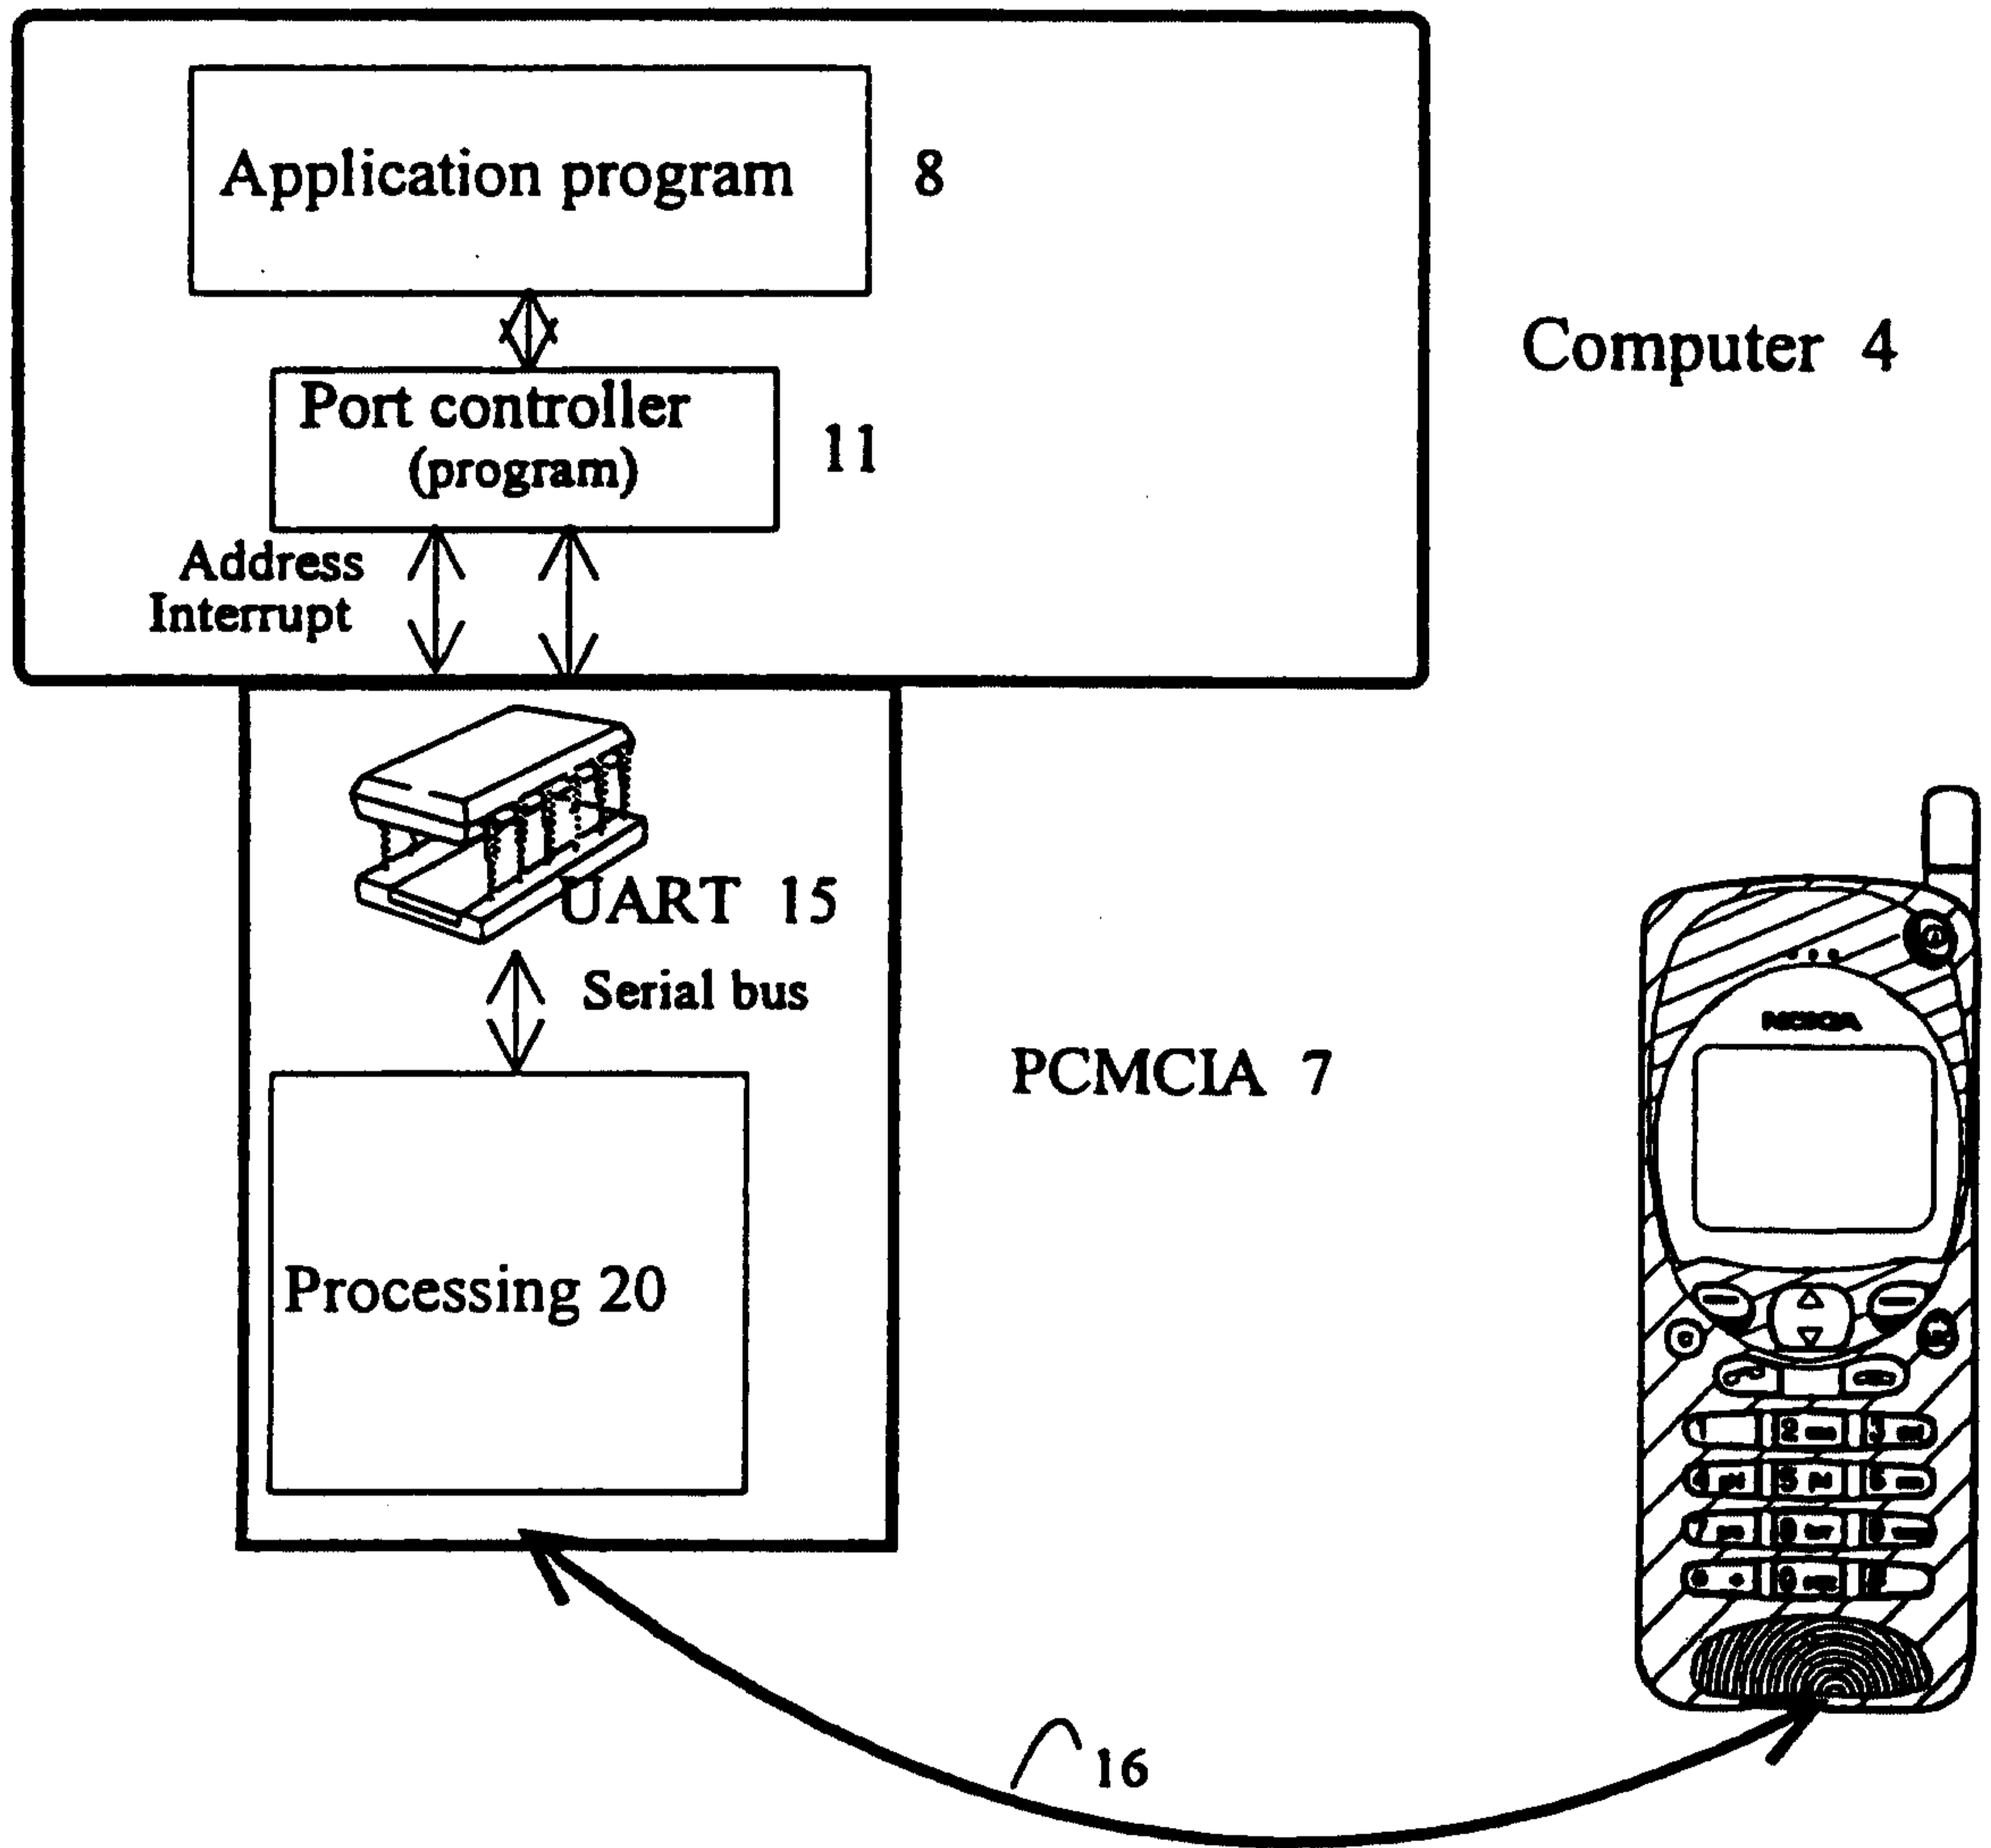 Application program 8
Computer 4
Port controller
(program)
11
Address
Interrupt
UART 15
Serial bus
PCMCIA 7
NOKIA
Processing 20
16